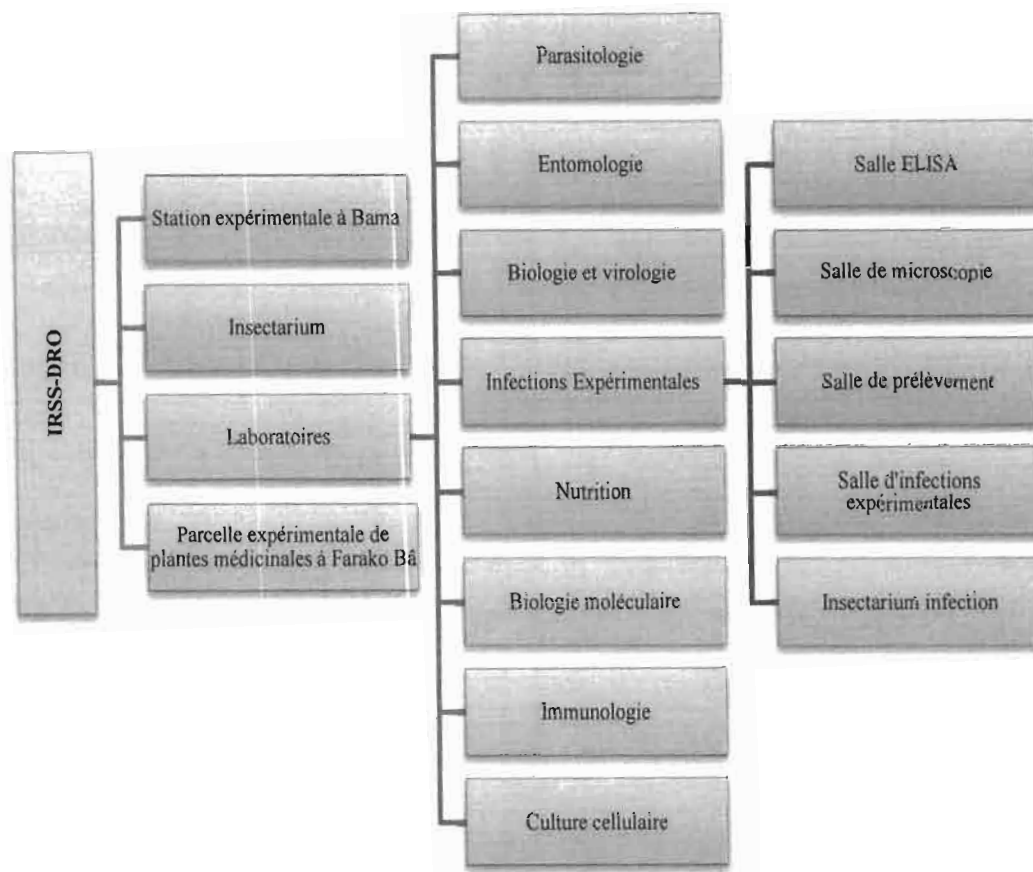 IRSS-DRO
Station expérimentale à Bama
Insectarium
Laboratoires
Parcelle expérimentale de
plantes médicinales à Farako Bâ
Parasitologie
Entomologie
Biologie et virologie
Infections Expérimentales
Nutrition
Biologie moléculaire
Immunologie
Culture cellulaire
Salle ELISA
Salle de microscopie
Salle de prélèvement
Salle d'infections
expérimentales
Insectarium infection